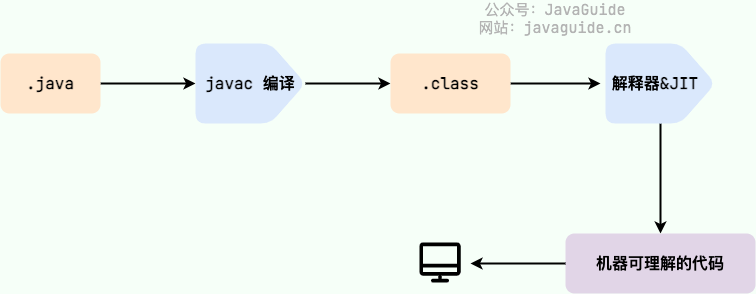 公众号：JavaGuide
网站：javaguide.cn
.java
javac 编译
.class
解释器&JIT
机器可理解的代码